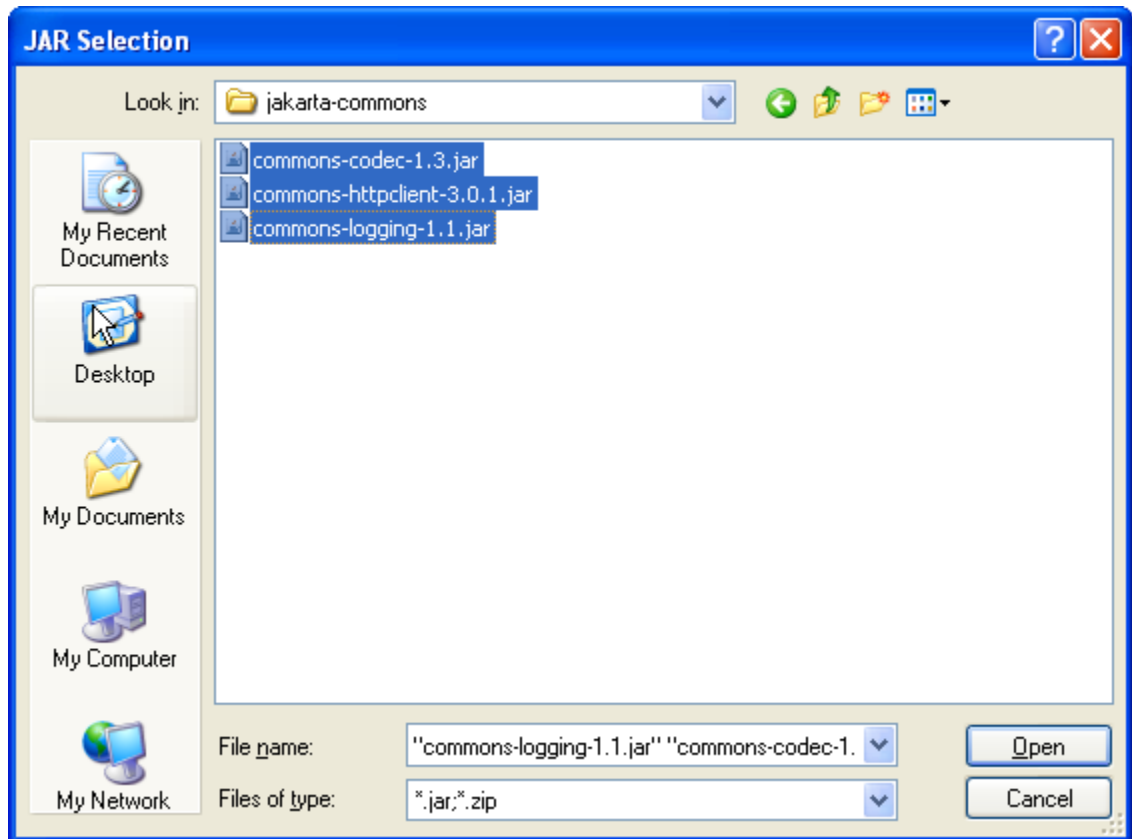 JAR Selection
Look in: jakarta-commons
commons-codec-1.3.jar
commons-httpclient-3.0.1.jar
commons-logging-1.1.jar
My Recent
Documents
Desktop
My Documents
My Computer
My Network
File name: "commons-logging-1.1.jar" "commons-codec-1. Open
Files of type: *.jar;*.zip Cancel